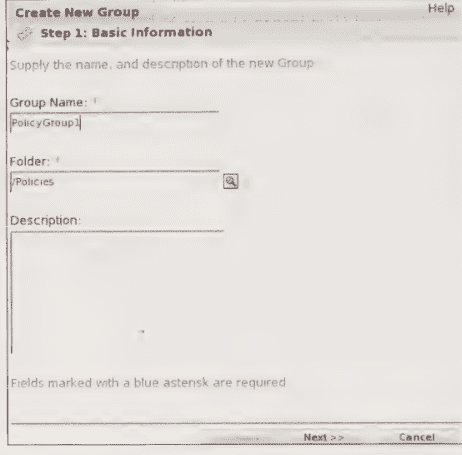 Create New Group
Help
Step 1: Basic Information
Supply the name, and description of the new Group
Group Name: *
PolicyGroup1
Folder: *
/Policies
Description:
Fields marked with a blue asterisk are required
Next >>
Cancel